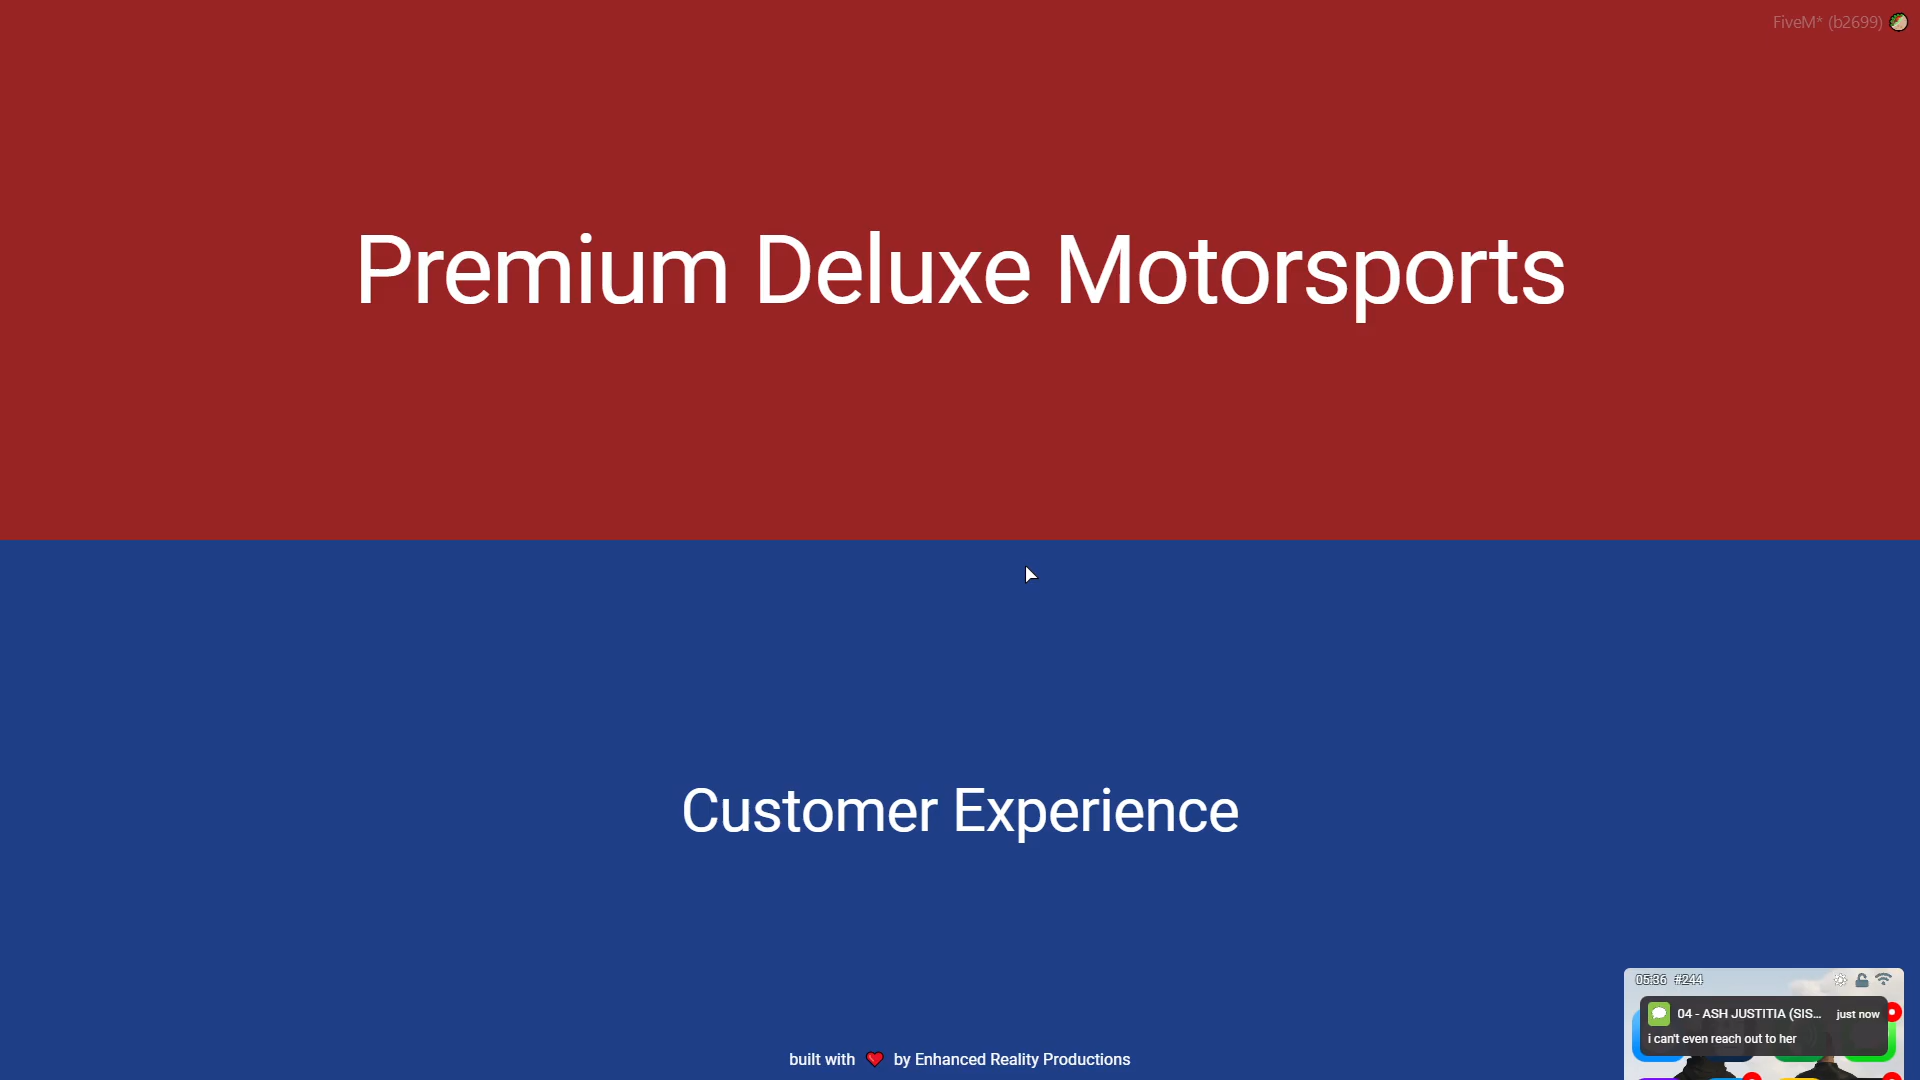 FiveM* (b2699)
Premium Deluxe Motorsports
Customer Experience
built with ❤️ by Enhanced Reality Productions
05:36 #244
04 - ASH JUSTITIA (SIS... just now
i can't even reach out to her